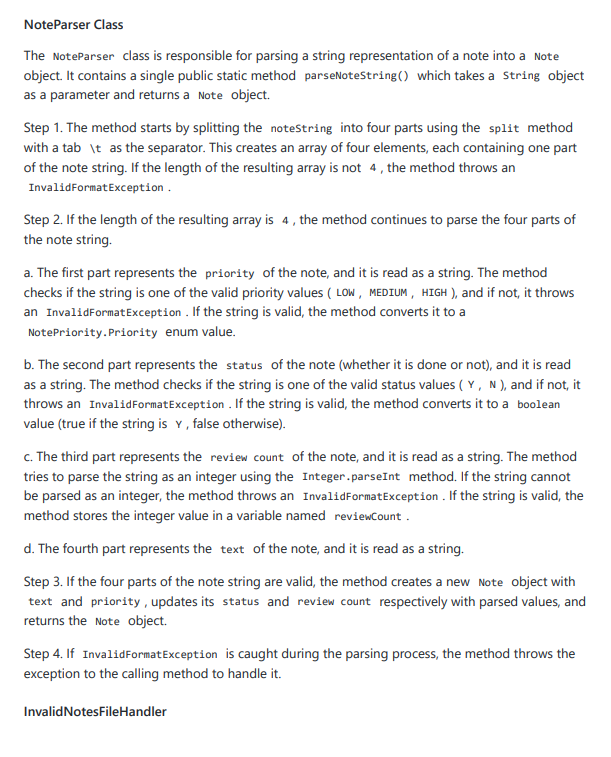 NoteParser Class
The NoteParser class is responsible for parsing a string representation of a note into a Note
object. It contains a single public static method parseNoteString() which takes a String object
as a parameter and returns a Note object.
Step 1. The method starts by splitting the noteString into four parts using the split method
with a tab \t as the separator. This creates an array of four elements, each containing one part
of the note string. If the length of the resulting array is not 4 , the method throws an
InvalidFormatException .
Step 2. If the length of the resulting array is 4 , the method continues to parse the four parts of
the note string.
a. The first part represents the priority of the note, and it is read as a string. The method
checks if the string is one of the valid priority values ( LOW , MEDIUM , HIGH ), and if not, it throws
an InvalidFormatException . If the string is valid, the method converts it to a
NotePriority.Priority enum value.
b. The second part represents the status of the note (whether it is done or not), and it is read
as a string. The method checks if the string is one of the valid status values ( Y , N ), and if not, it
throws an InvalidFormatException . If the string is valid, the method converts it to a boolean
value (true if the string is Y , false otherwise).
c. The third part represents the review count of the note, and it is read as a string. The method
tries to parse the string as an integer using the Integer.parseInt method. If the string cannot
be parsed as an integer, the method throws an InvalidFormatException . If the string is valid, the
method stores the integer value in a variable named reviewCount .
d. The fourth part represents the text of the note, and it is read as a string.
Step 3. If the four parts of the note string are valid, the method creates a new Note object with
text and priority , updates its status and review count respectively with parsed values, and
returns the Note object.
Step 4. If InvalidFormatException is caught during the parsing process, the method throws the
exception to the calling method to handle it.
InvalidNotesFileHandler